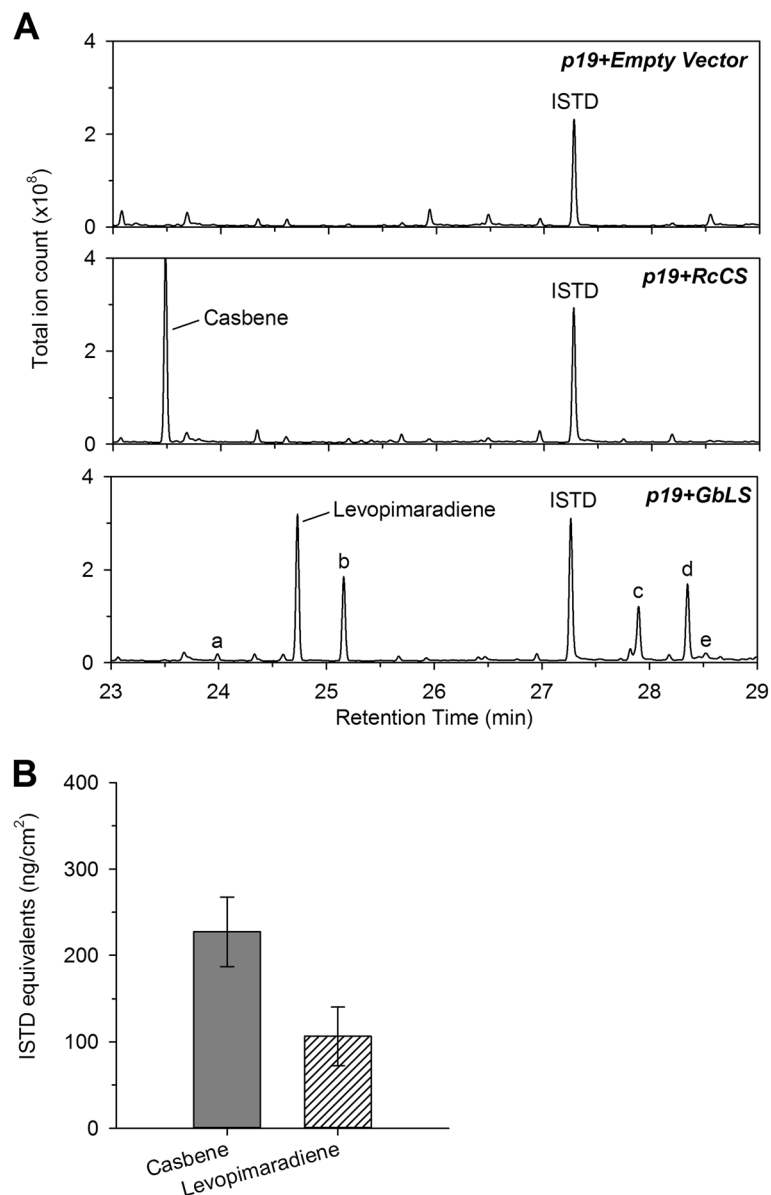 A
p19+Empty Vector
ISTD
4
2
0
Total ion count (x10⁸)
p19+RcCS
ISTD
Casbene
4
2
0
p19+GbLS
ISTD
Levopimaradiene
a
b
c
d
e
4
2
0
23 24 25 26 27 28 29
Retention Time (min)
B
ISTD equivalents (ng/cm²)
400
300
200
100
0
Casbene
Levopimaradiene